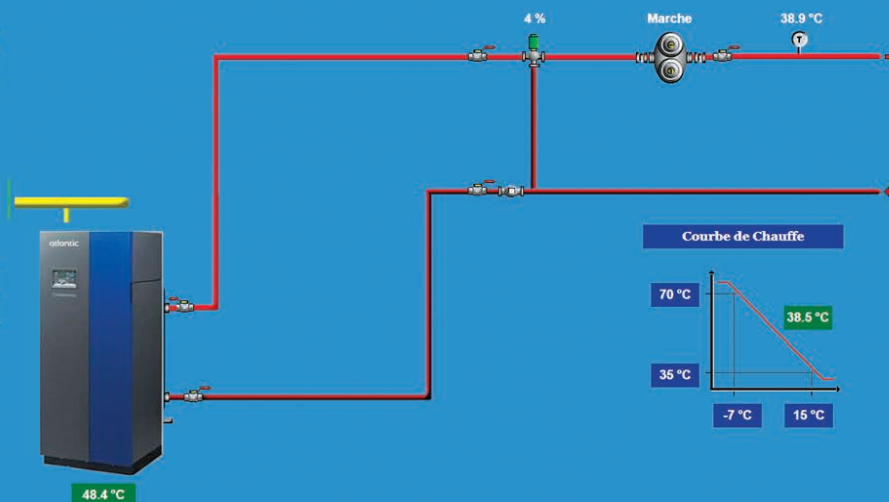 4 %
Marche
38.9 °C
T
atlantic
Courbe de Chauffe
70 °C
38.5 °C
35 °C
-7 °C
15 °C
48.4 °C